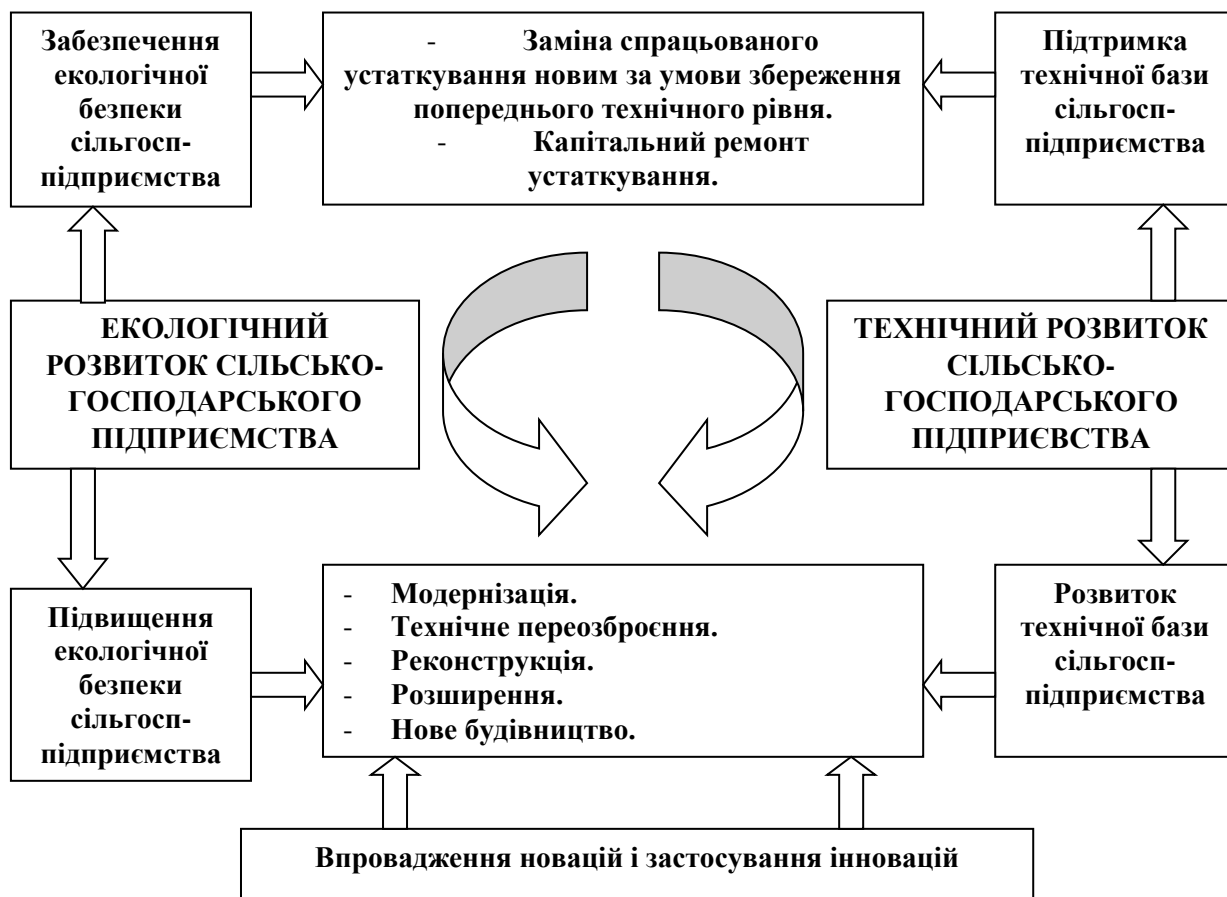 Забезпечення
екологічної
безпеки
сільгосп-
підприємства
- Заміна спрацьованого
устаткування новим за умови збереження
попереднього технічного рівня.
- Капітальний ремонт
устаткування.
Підтримка
технічної бази
сільгосп-
підприємства
ЕКОЛОГІЧНИЙ
РОЗВИТОК СІЛЬСЬКО-
ГОСПОДАРСЬКОГО
ПІДПРИЄМСТВА
ТЕХНІЧНИЙ РОЗВИТОК
СІЛЬСЬКО-
ГОСПОДАРСЬКОГО
ПІДПРИЄВСТВА
Підвищення
екологічної
безпеки
сільгосп-
підприємства
- Модернізація.
- Технічне переозброєння.
- Реконструкція.
- Розширення.
- Нове будівництво.
Розвиток
технічної бази
сільгосп-
підприємства
Впровадження новацій і застосування інновацій